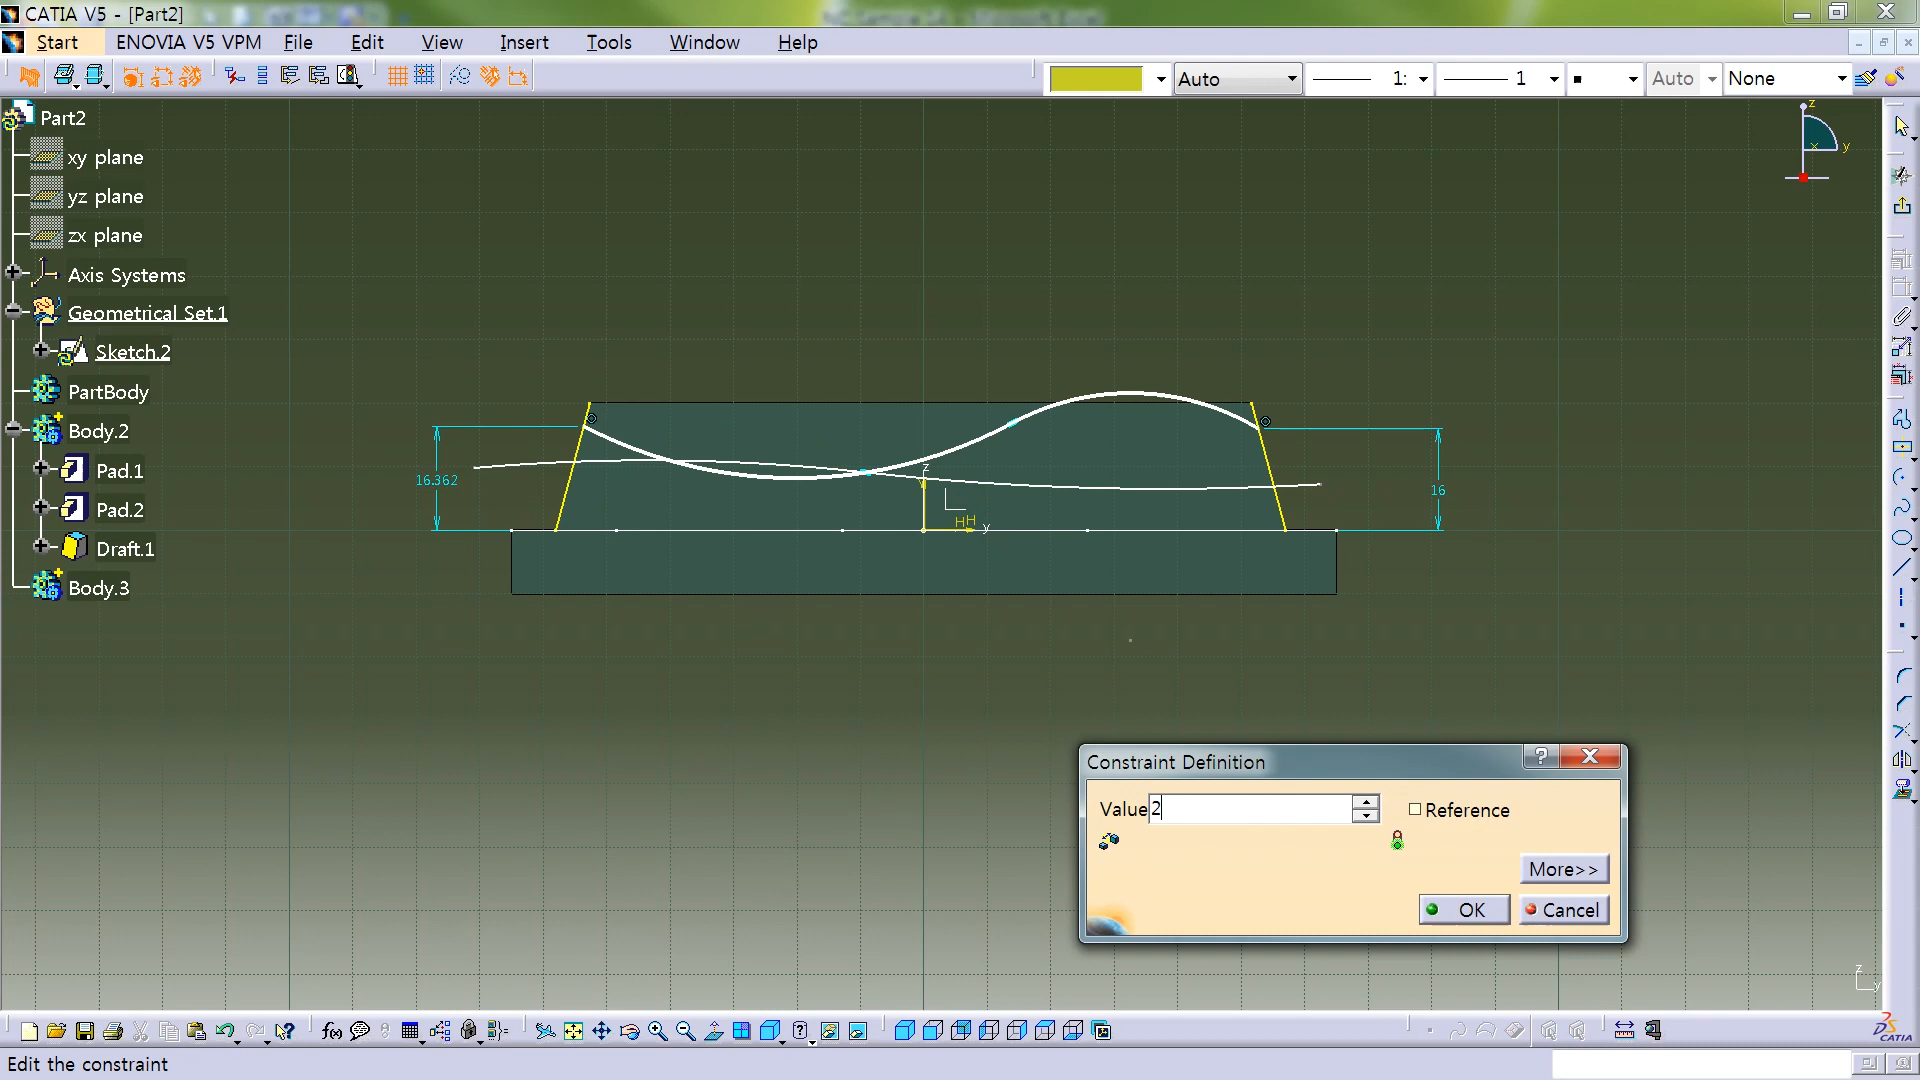 CATIA V5 - [Part2]
Start ENOVIA V5 VPM File Edit View Insert Tools Window Help
Auto 1: 1 Auto None
Part2
xy plane
yz plane
zx plane
Axis Systems
Geometrical Set.1
Sketch.2
PartBody
Body.2
Pad.1
Pad.2
Draft.1
Body.3
z
x y
16.362
16
z
HH y
Constraint Definition
Value 2 Reference
More>>
OK Cancel
z
y
f(x)
CATIA
Edit the constraint